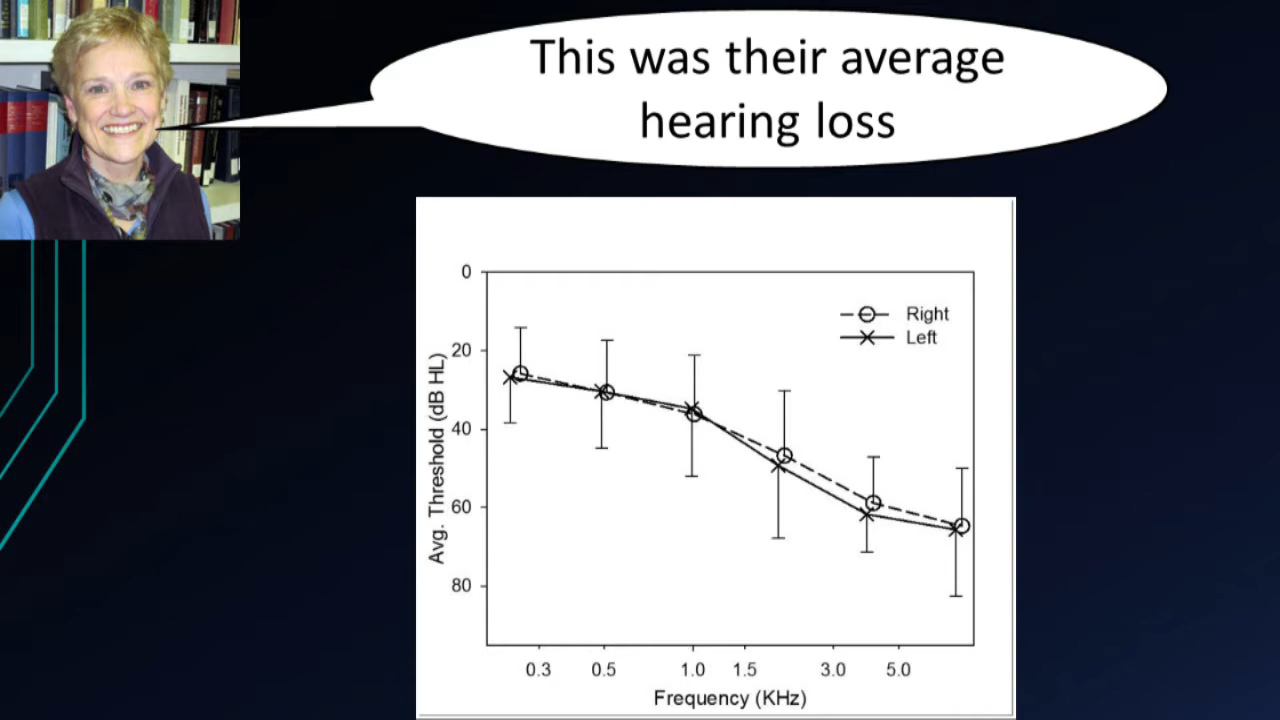 This was their average
hearing loss
0
20
40
60
80
Avg. Threshold (dB HL)
Right
Left
0.3 0.5 1.0 1.5 3.0 5.0
Frequency (KHz)